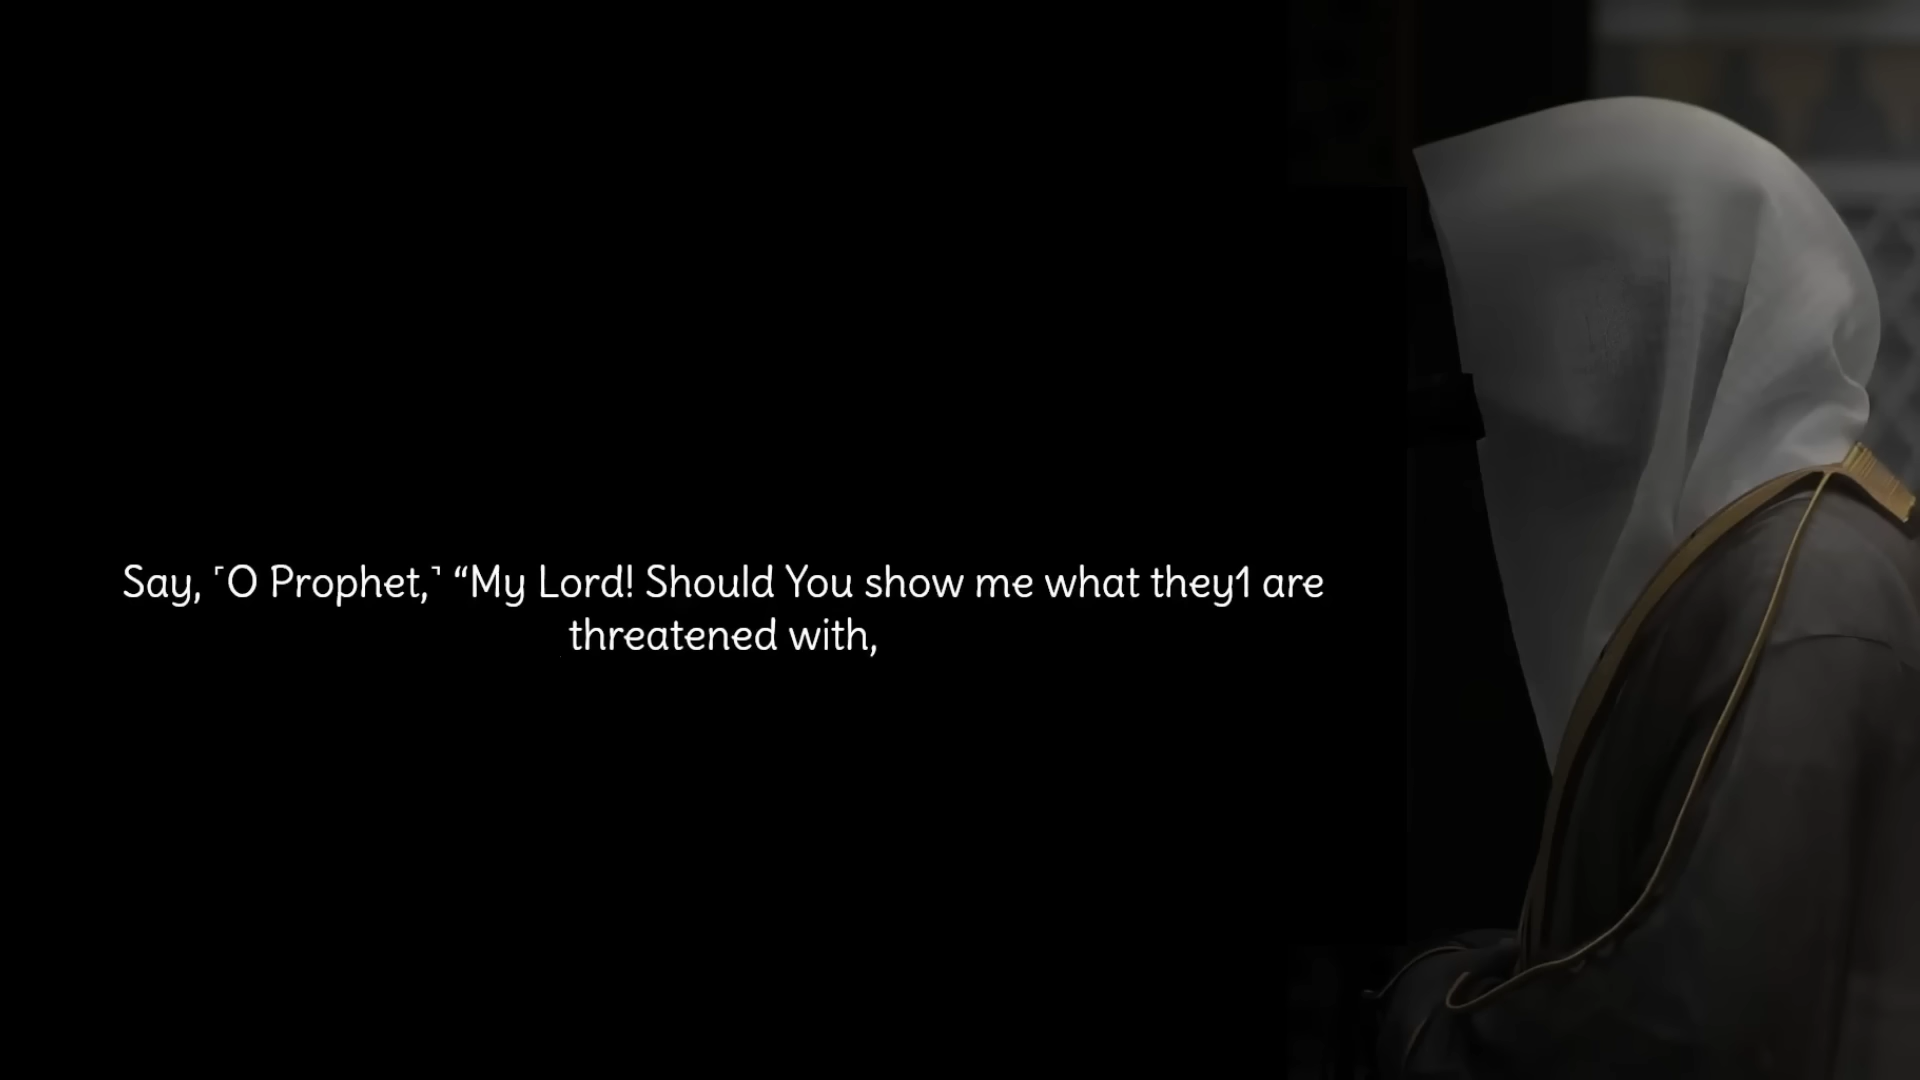 Say, ˹O Prophet,˺ “My Lord! Should You show me what they1 are
threatened with,